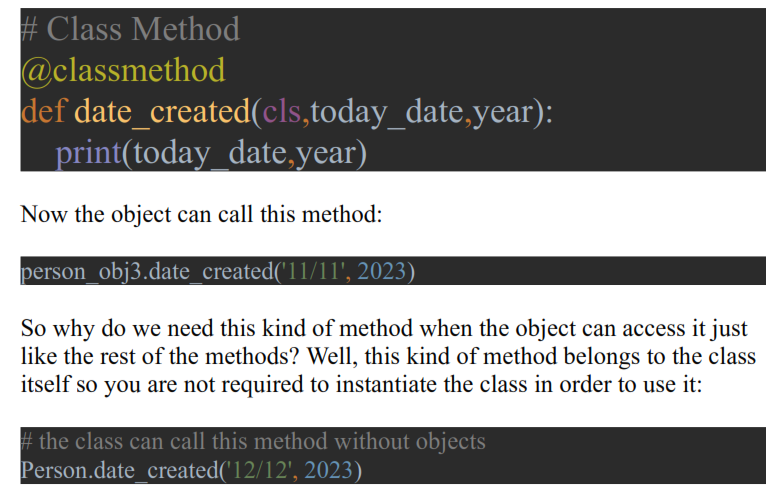 # Class Method
@classmethod
def date_created(cls,today_date,year):
    print(today_date,year)
Now the object can call this method:
person_obj3.date_created('11/11', 2023)
So why do we need this kind of method when the object can access it just
like the rest of the methods? Well, this kind of method belongs to the class
itself so you are not required to instantiate the class in order to use it:
# the class can call this method without objects
Person.date_created('12/12', 2023)